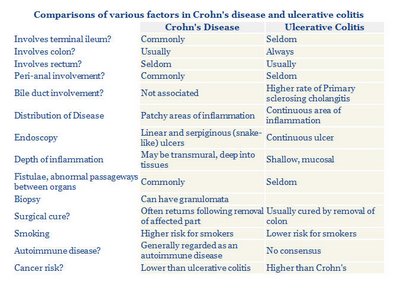 Comparisons of various factors in Crohn's disease and ulcerative colitis
Crohn's Disease Ulcerative Colitis
Involves terminal ileum? Commonly Seldom
Involves colon? Usually Always
Involves rectum? Seldom Usually
Peri-anal involvement? Commonly Seldom
Bile duct involvement? Not associated Higher rate of Primary
sclerosing cholangitis
Distribution of Disease Patchy areas of inflammation Continuous area of
inflammation
Endoscopy Linear and serpiginous (snake-
like) ulcers Continuous ulcer
Depth of inflammation May be transmural, deep into
tissues Shallow, mucosal
Fistulae, abnormal passageways
between organs Commonly Seldom
Biopsy Can have granulomata
Surgical cure? Often returns following removal
of affected part Usually cured by removal of
colon
Smoking Higher risk for smokers Lower risk for smokers
Autoimmune disease? Generally regarded as an
autoimmune disease No consensus
Cancer risk? Lower than ulcerative colitis Higher than Crohn's